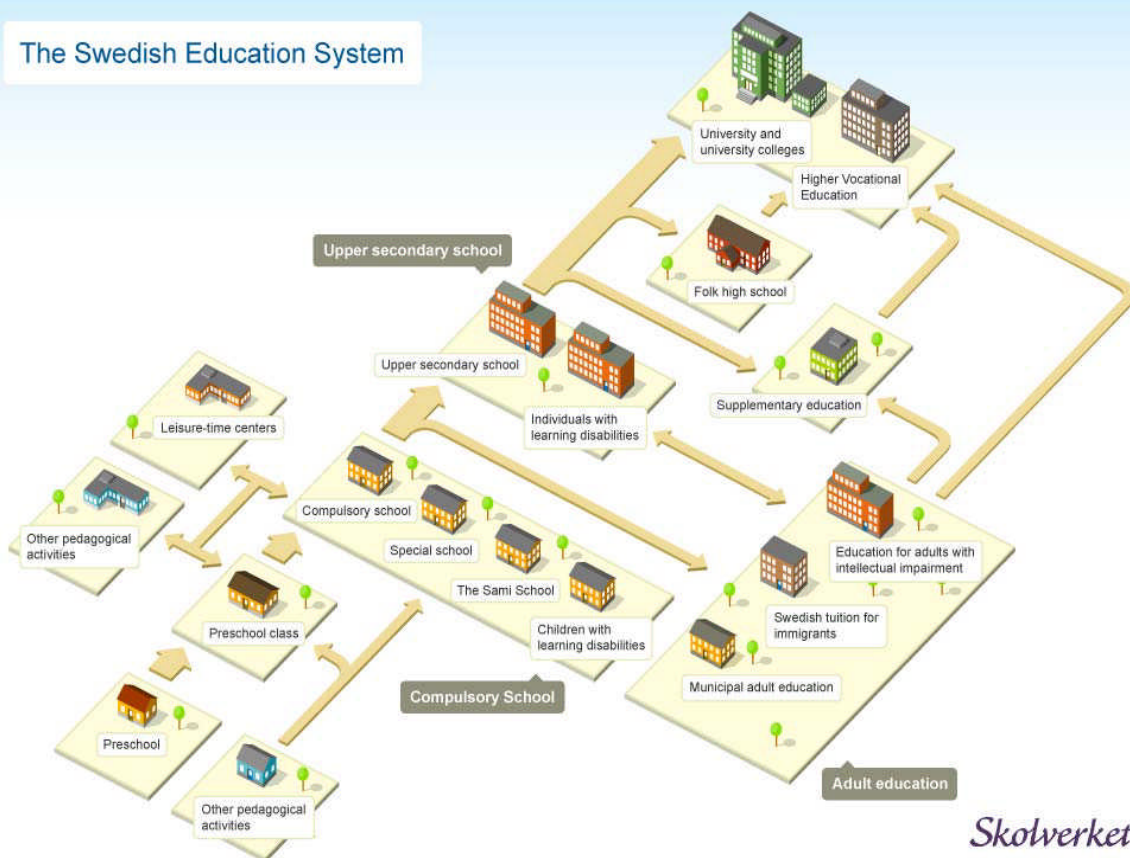 The Swedish Education System
University and
university colleges
Higher Vocational
Education
Upper secondary school
Folk high school
Upper secondary school
Supplementary education
Individuals with
learning disabilities
Leisure-time centers
Other pedagogical
activities
Compulsory school
Special school
The Sami School
Children with
learning disabilities
Education for adults with
intellectual impairment
Swedish tuition for
immigrants
Municipal adult education
Preschool class
Compulsory School
Preschool
Other pedagogical
activities
Adult education
Skolverket